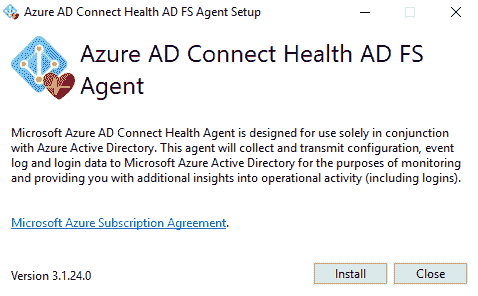 Azure AD Connect Health AD FS Agent Setup
Azure AD Connect Health AD FS
Agent
Microsoft Azure AD Connect Health Agent is designed for use solely in conjunction
with Azure Active Directory. This agent will collect and transmit configuration, event
log and login data to Microsoft Azure Active Directory for the purposes of monitoring
and providing you with additional insights into operational activity (including logins).
Microsoft Azure Subscription Agreement.
Version 3.1.24.0
Install
Close